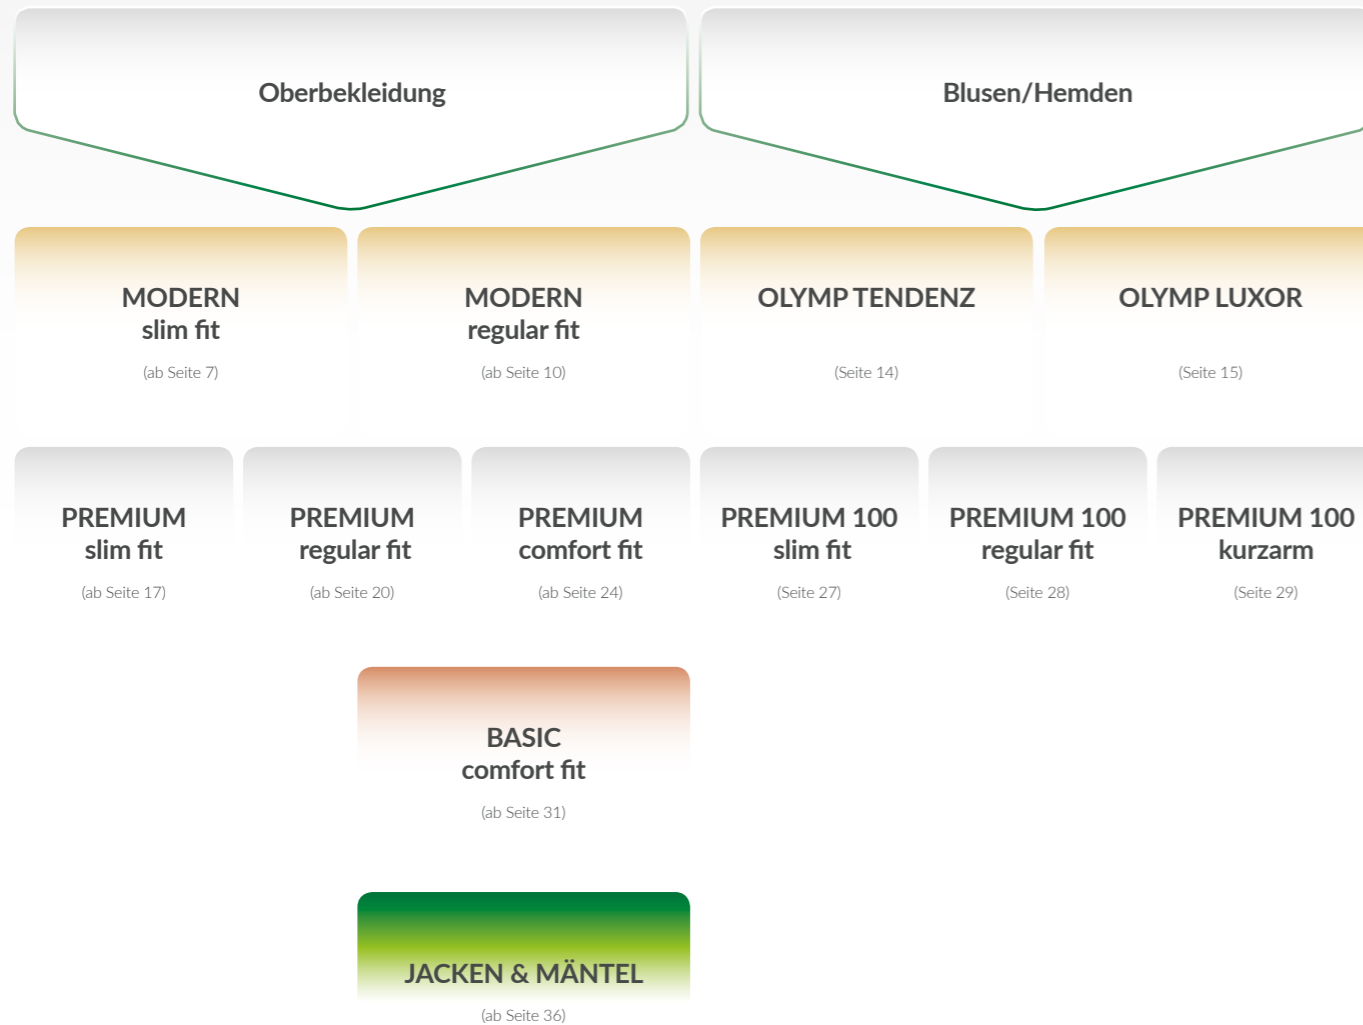 Oberbekleidung
Blusen/Hemden
MODERN
slim fit
(ab Seite 7)
MODERN
regular fit
(ab Seite 10)
OLYMP TENDENZ
(Seite 14)
OLYMP LUXOR
(Seite 15)
PREMIUM
slim fit
(ab Seite 17)
PREMIUM
regular fit
(ab Seite 20)
PREMIUM
comfort fit
(ab Seite 24)
PREMIUM 100
slim fit
(Seite 27)
PREMIUM 100
regular fit
(Seite 28)
PREMIUM 100
kurzarm
(Seite 29)
BASIC
comfort fit
(ab Seite 31)
JACKEN & MÄNTEL
(ab Seite 36)